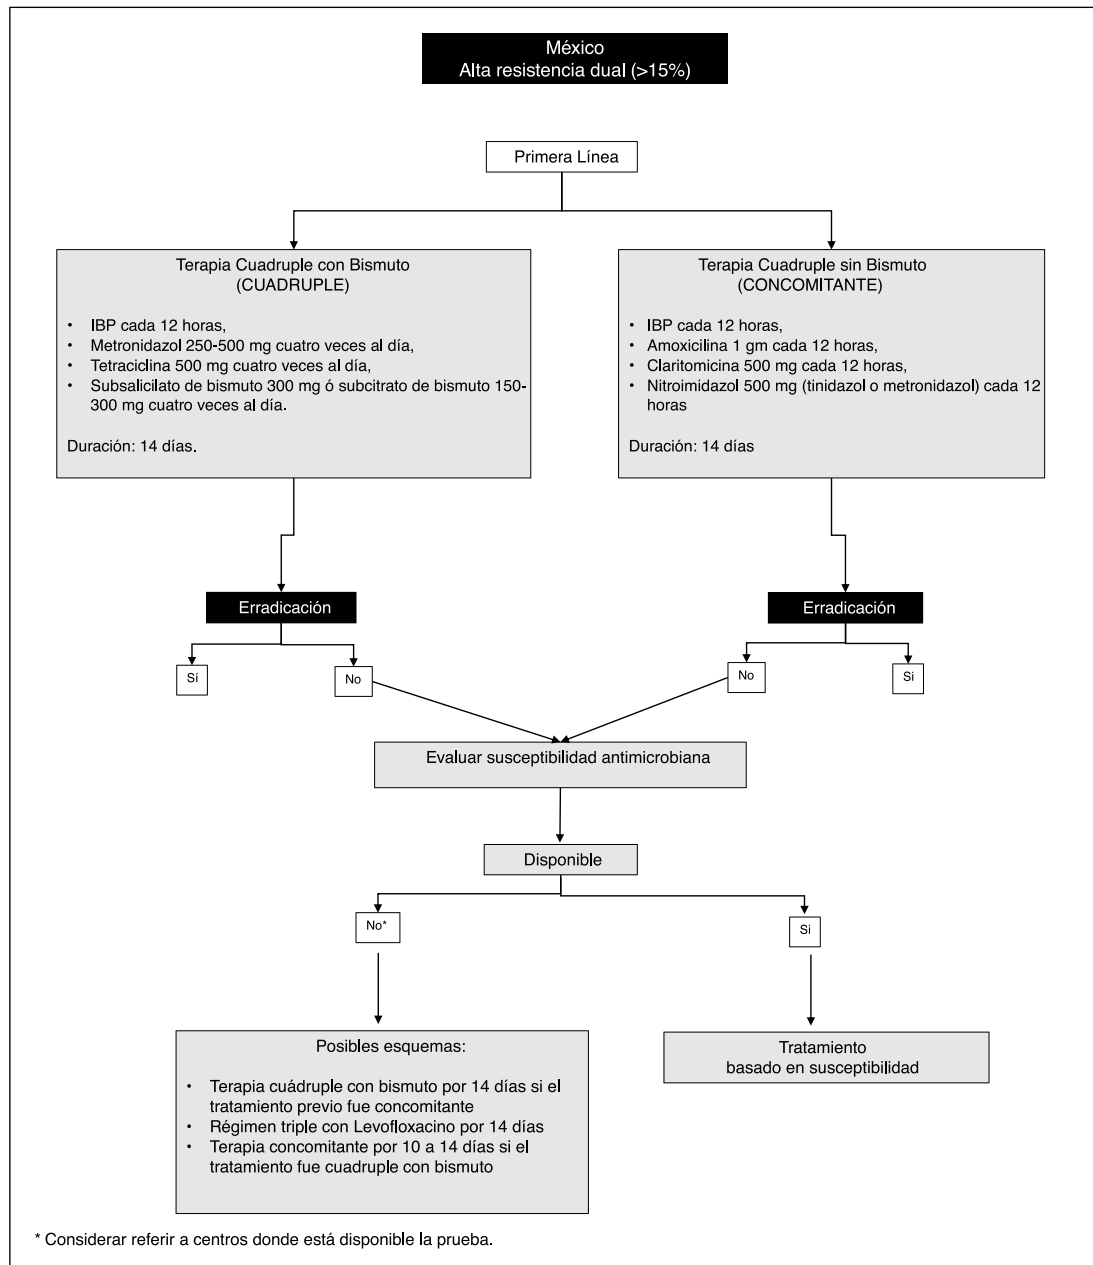 México
Alta resistencia dual (>15%)
Primera Línea
Terapia Cuadruple con Bismuto
(CUADRUPLE)
• IBP cada 12 horas,
• Metronidazol 250-500 mg cuatro veces al día,
• Tetraciclina 500 mg cuatro veces al día,
• Subsalicilato de bismuto 300 mg ó subcitrato de bismuto 150-
300 mg cuatro veces al día.
Duración: 14 días.
Terapia Cuadruple sin Bismuto
(CONCOMITANTE)
• IBP cada 12 horas,
• Amoxicilina 1 gm cada 12 horas,
• Claritomicina 500 mg cada 12 horas,
• Nitroimidazol 500 mg (tinidazol o metronidazol) cada 12
horas
Duración: 14 días
Erradicación
Erradicación
Sí
No
No
Si
Evaluar susceptibilidad antimicrobiana
Disponible
No*
Si
Posibles esquemas:
• Terapia cuádruple con bismuto por 14 días si el
tratamiento previo fue concomitante
• Régimen triple con Levofloxacino por 14 días
• Terapia concomitante por 10 a 14 días si el
tratamiento fue cuadruple con bismuto
Tratamiento
basado en susceptibilidad
* Considerar referir a centros donde está disponible la prueba.